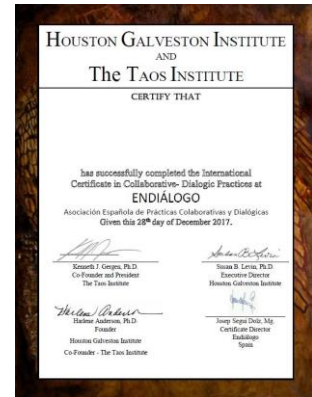 HOUSTON GALVESTON INSTITUTE
AND
THE TAOS INSTITUTE
CERTIFY THAT
has successfully completed the International
Certificate in Collaborative- Dialogic Practices at
ENDIÁLOGO
Asociación Española de Prácticas Colaborativas y Dialógicas
Given this 28th day of December 2017.
Kenneth J. Gergen, Ph.D.
Co-Founder and President
The Taos Institute
Susan B. Levin, Ph.D.
Executive Director
Houston Galveston Institute
Harlene Anderson
Harlene Anderson, Ph.D.
Founder
Houston Galveston Institute
Co-Founder - The Taos Institute
Josep Seguí Dolz, Mg.
Certificate Director
Endiálogo
Spain